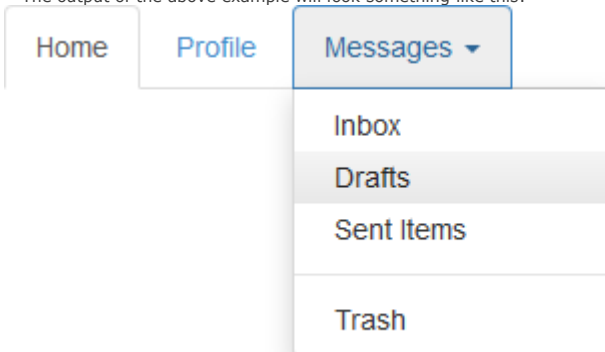 The output of the above example will look something like this:
Home Profile Messages
Inbox
Drafts
Sent Items
Trash